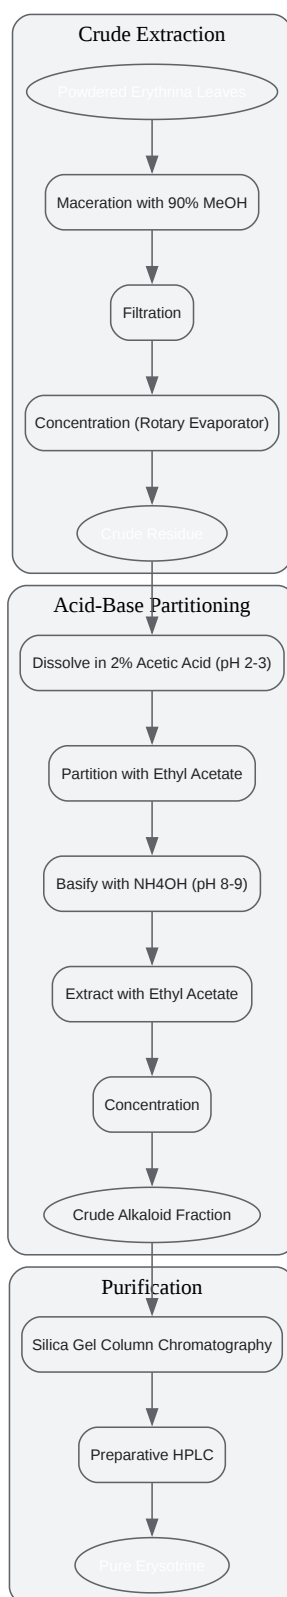 Crude Extraction
Powdered Erythrina Leaves
Maceration with 90% MeOH
Filtration
Concentration (Rotary Evaporator)
Crude Residue
Acid-Base Partitioning
Dissolve in 2% Acetic Acid (pH 2-3)
Partition with Ethyl Acetate
Basify with NH4OH (pH 8-9)
Extract with Ethyl Acetate
Concentration
Crude Alkaloid Fraction
Purification
Silica Gel Column Chromatography
Preparative HPLC
Pure Erysotrine